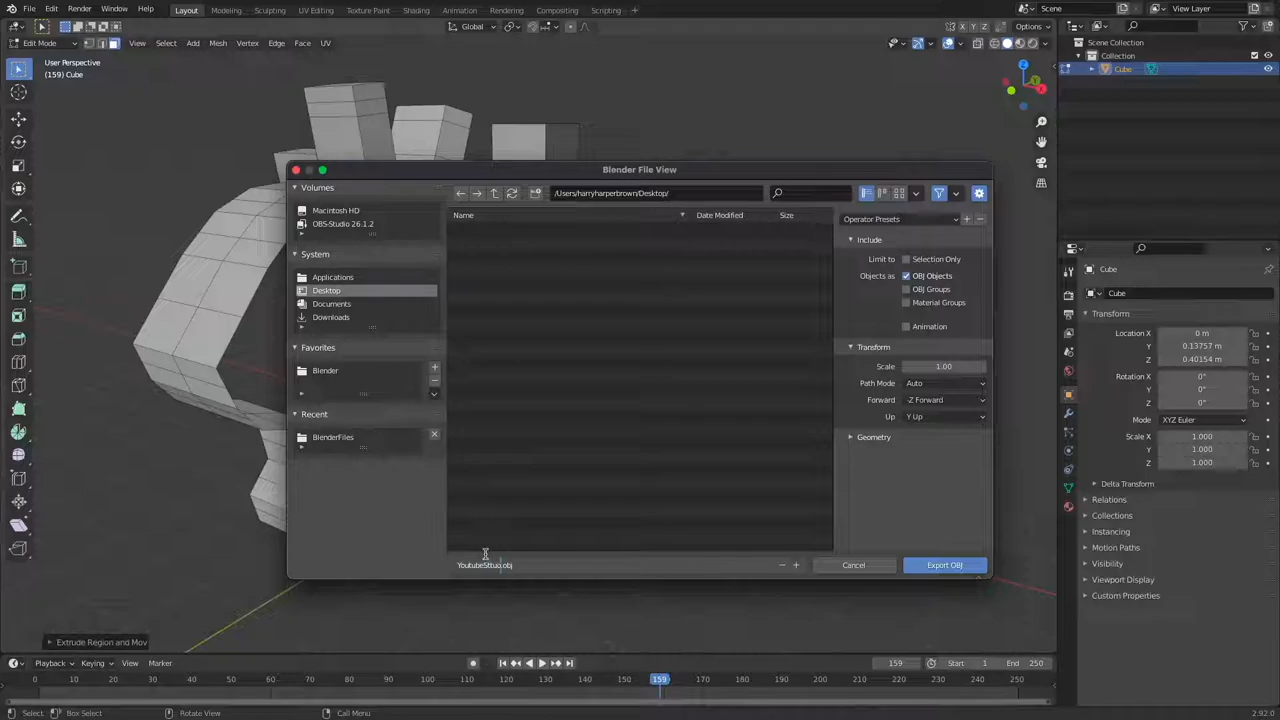 File Edit Render Window Help Layout Modeling Sculpting UV Editing Texture Paint Shading Animation Rendering Compositing Scripting + Scene View Layer
Global X Y Z Options
Edit Mode View Select Add Mesh Vertex Edge Face UV
User Perspective
(159) Cube
Z
Y
X
Scene Collection
Collection
Cube
Blender File View
Volumes
Macintosh HD
OBS-Studio 26.1.2
System
Applications
Desktop
Documents
Downloads
Favorites
Blender
Recent
BlenderFiles
/Users/harryharperbrown/Desktop/
Name Date Modified Size
YoutubeSttuo.obj
Operator Presets
Include
Limit to Selection Only
Objects as OBJ Objects
OBJ Groups
Material Groups
Animation
Transform
Scale 1.00
Path Mode Auto
Forward -Z Forward
Up Y Up
Geometry
Cancel Export OBJ
Cube
Cube
Transform
Location X 0 m
Y 0.13757 m
Z 0.40154 m
Rotation X 0°
Y 0°
Z 0°
Mode XYZ Euler
Scale X 1.000
Y 1.000
Z 1.000
Delta Transform
Relations
Collections
Instancing
Motion Paths
Visibility
Viewport Display
Custom Properties
Extrude Region and Mov
Playback Keying View Marker 159 Start 1 End 250
0 10 20 30 40 50 60 70 80 90 100 110 120 130 140 150 159 170 180 190 200 210 220 230 240 250
Select Box Select Rotate View Call Menu 2.92.0